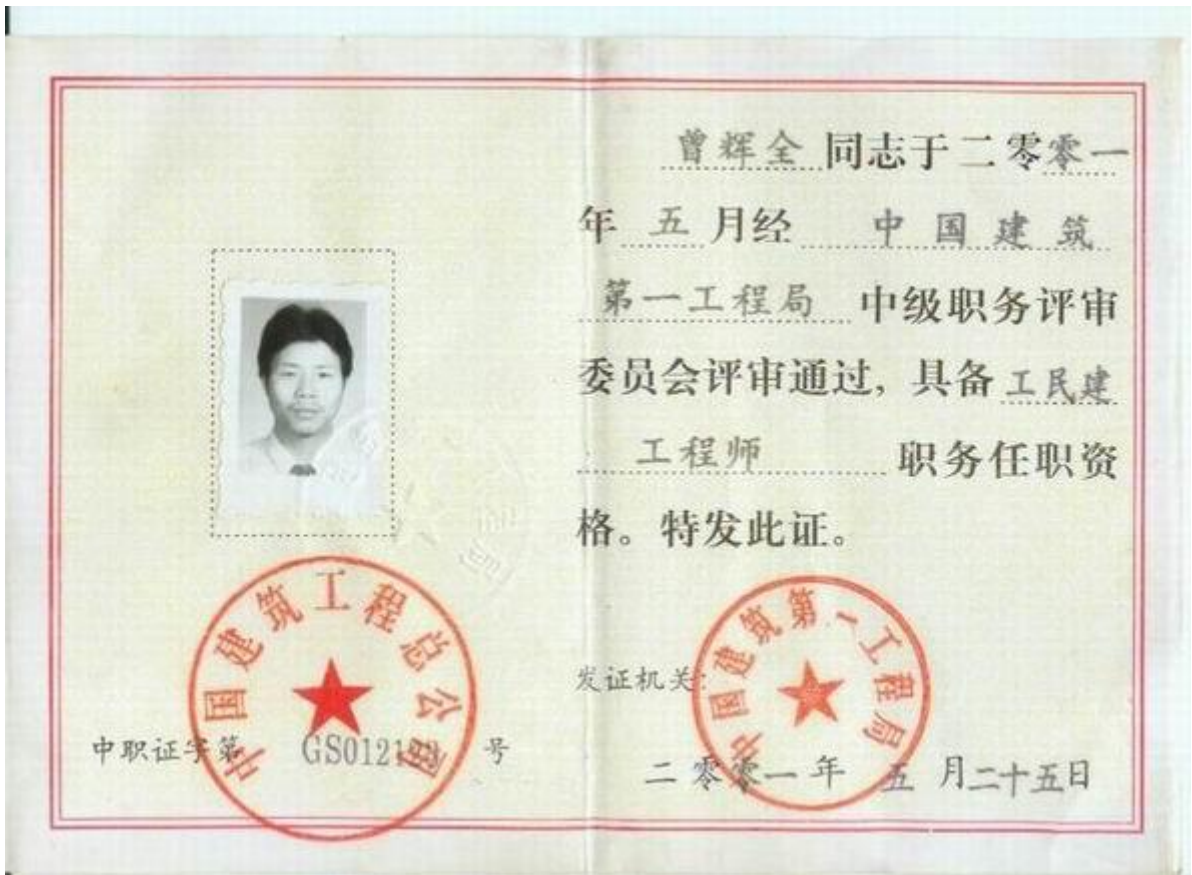 中国建筑工程总公司
中职证字第 号
曾辉全同志于二零零一
年五月经 中国建筑
第一工程局 中级职务评审
委员会评审通过，具备工民建
工程师 职务任职资
格。特发此证。
发证机关：
中国建筑第一工程局
二零零一年 五月二十五日